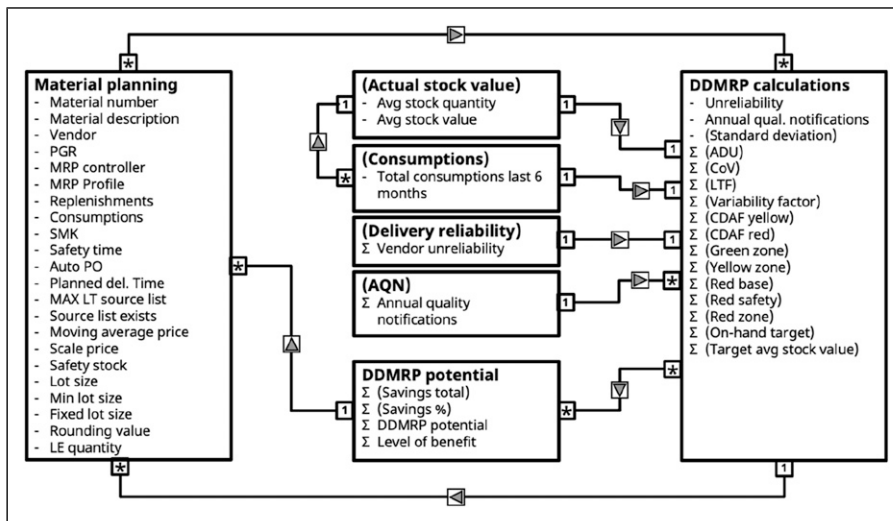 Material planning
- Material number
- Material description
- Vendor
- PGR
- MRP controller
- MRP Profile
- Replenishments
- Consumptions
- SMK
- Safety time
- Auto PO
- Planned del. Time
- MAX LT source list
- Source list exists
- Moving average price
- Scale price
- Safety stock
- Lot size
- Min lot size
- Fixed lot size
- Rounding value
- LE quantity
*
*
*
(Actual stock value)
- Avg stock quantity
- Avg stock value
1
1
(Consumptions)
- Total consumptions last 6
months
*
1
(Delivery reliability)
Σ Vendor unreliability
1
(AQN)
Σ Annual quality
notifications
1
DDMRP potential
Σ (Savings total)
Σ (Savings %)
Σ DDMRP potential
Σ Level of benefit
1
*
DDMRP calculations
- Unreliability
- Annual qual. notifications
- (Standard deviation)
Σ (ADU)
Σ (CoV)
Σ (LTF)
Σ (Variability factor)
Σ (CDAF yellow)
Σ (CDAF red)
Σ (Green zone)
Σ (Yellow zone)
Σ (Red base)
Σ (Red safety)
Σ (Red zone)
Σ (On-hand target)
Σ (Target avg stock value)
*
1
1
1
*
*
1